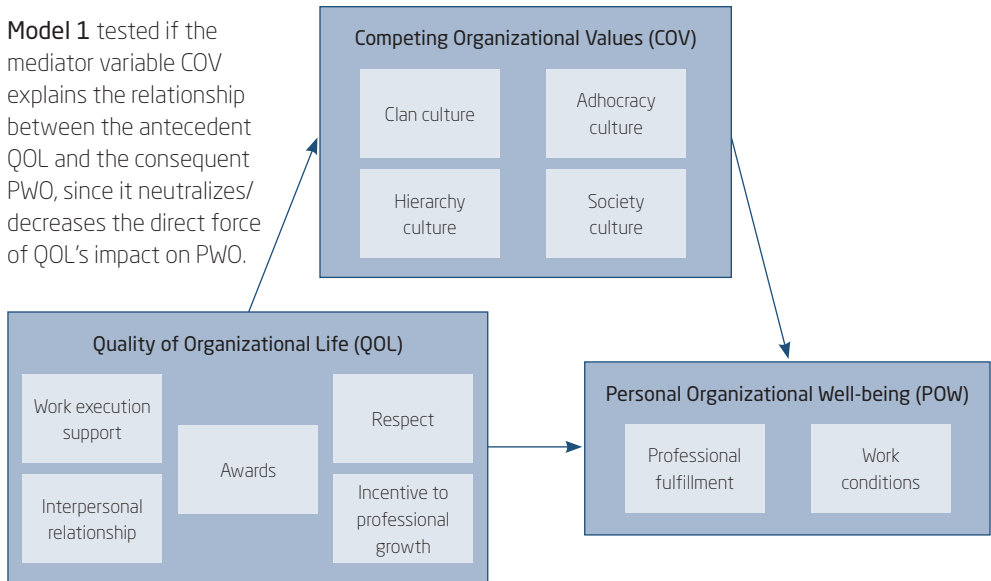 Model 1 tested if the
mediator variable COV
explains the relationship
between the antecedent
QOL and the consequent
PWO, since it neutralizes/
decreases the direct force
of QOL's impact on PWO.
Competing Organizational Values (COV)
Clan culture
Adhocracy
culture
Hierarchy
culture
Society
culture
Quality of Organizational Life (QOL)
Work execution
support
Awards
Respect
Interpersonal
relationship
Incentive to
professional
growth
Personal Organizational Well-being (POW)
Professional
fulfillment
Work
conditions